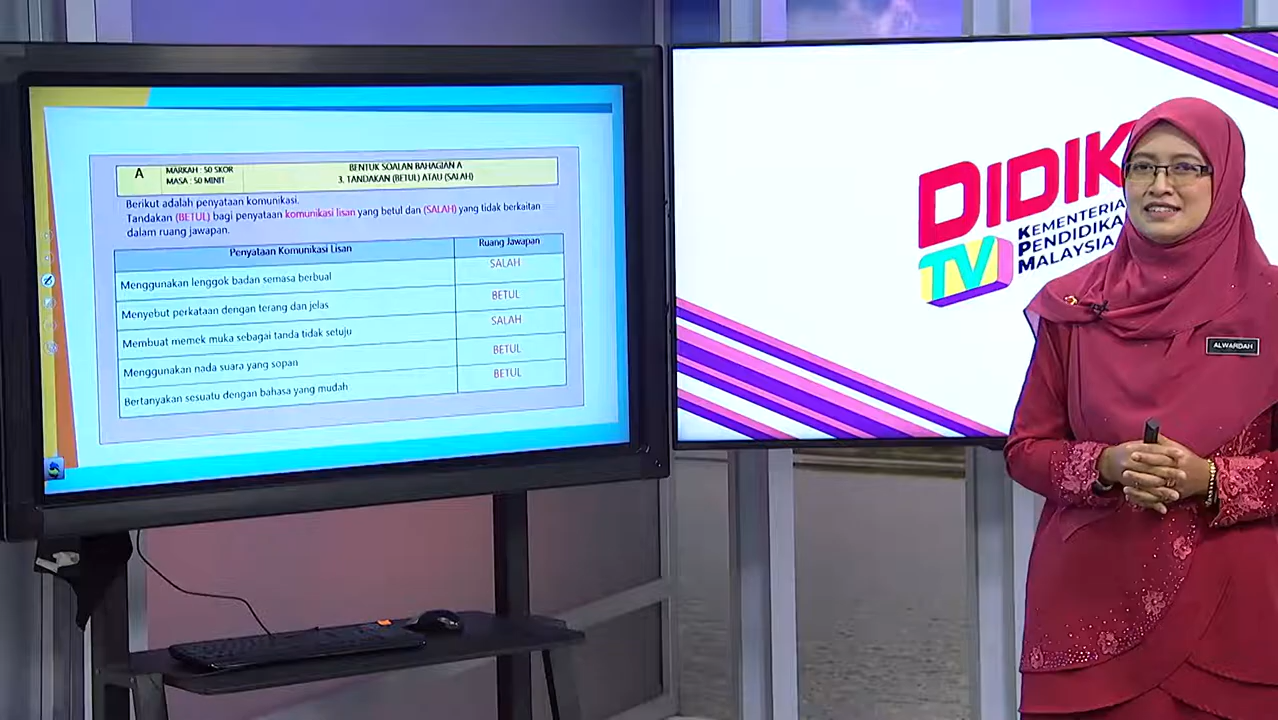 A
MARKAH : 50 SKOR
MASA : 50 MINIT
BENTUK SOALAN BAHAGIAN A
3. TANDAKAN (BETUL) ATAU (SALAH)
Berikut adalah penyataan komunikasi.
Tandakan (BETUL) bagi penyataan komunikasi lisan yang betul dan (SALAH) yang tidak berkaitan
dalam ruang jawapan.
Penyataan Komunikasi Lisan
Ruang Jawapan
Menggunakan lenggok badan semasa berbual
SALAH
Menyebut perkataan dengan terang dan jelas
BETUL
Membuat memek muka sebagai tanda tidak setuju
SALAH
Menggunakan nada suara yang sopan
BETUL
Bertanyakan sesuatu dengan bahasa yang mudah
BETUL
DIDIK
TV
KEMENTERIA
PENDIDIKA
MALAYSIA
ALWARDAH